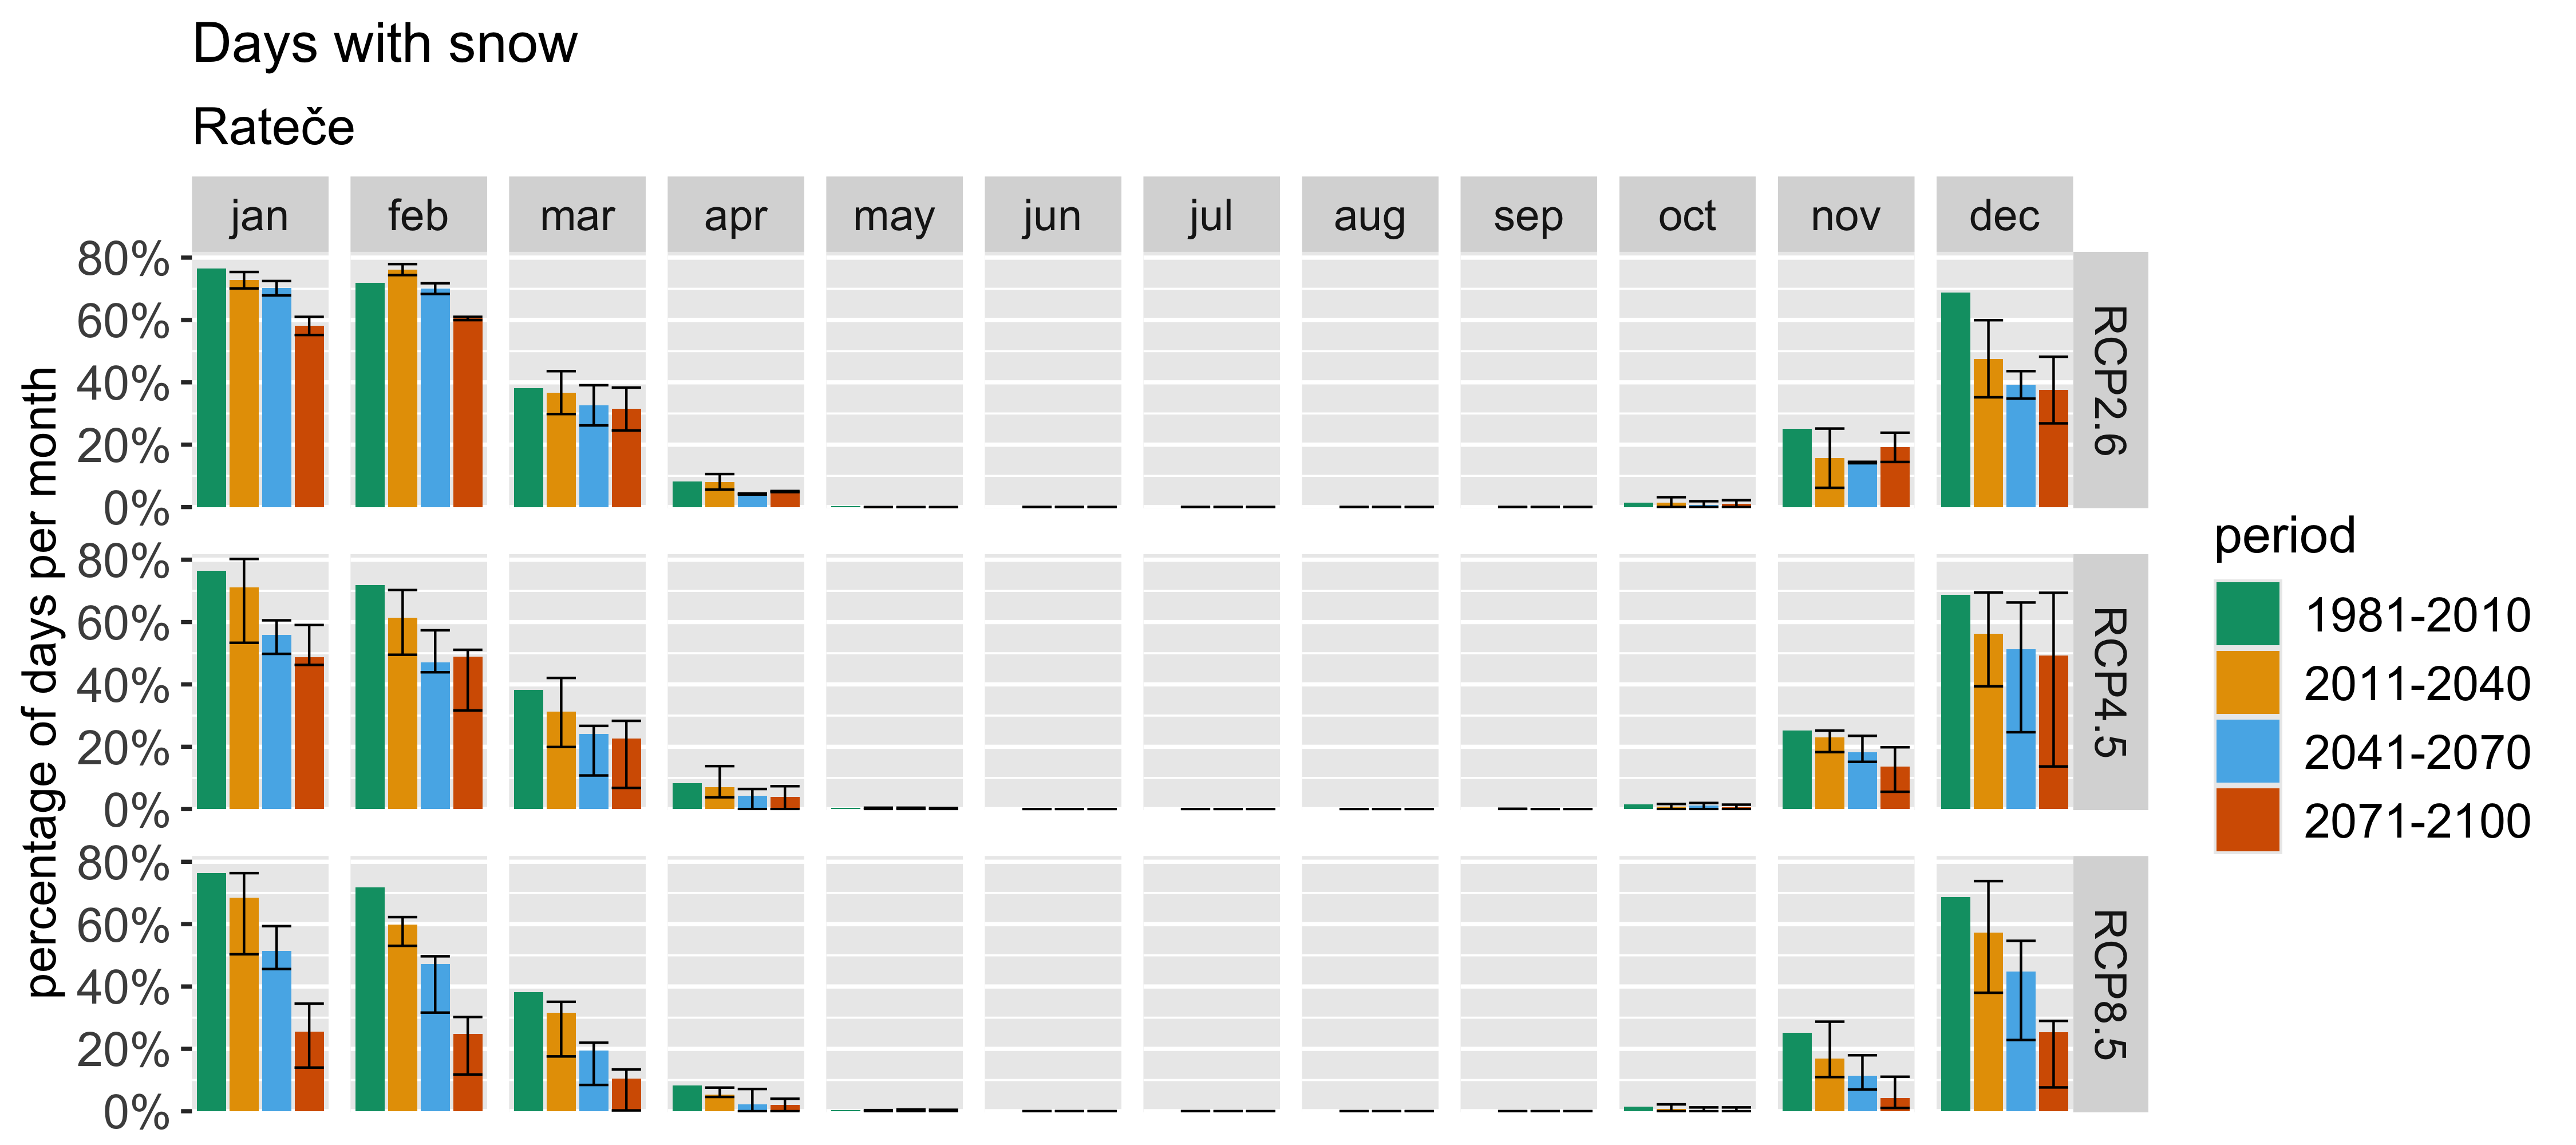 Days with snow
Rateče
jan feb mar apr may jun jul aug sep oct nov dec
percentage of days per month
80%
60%
40%
20%
0%
RCP2.6
80%
60%
40%
20%
0%
RCP4.5
80%
60%
40%
20%
0%
RCP8.5
period
1981-2010
2011-2040
2041-2070
2071-2100